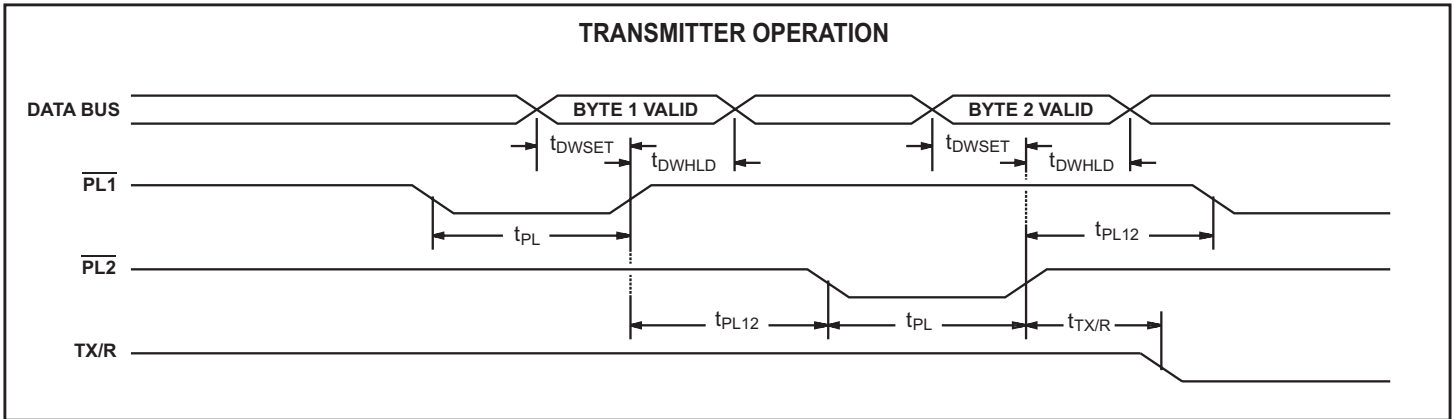 TRANSMITTER OPERATION
DATA BUS
BYTE 1 VALID
BYTE 2 VALID
tDWSET
tDWHLD
tDWSET
tDWHLD
PL1
tPL
tPL12
PL2
tPL12
tPL
tTX/R
TX/R